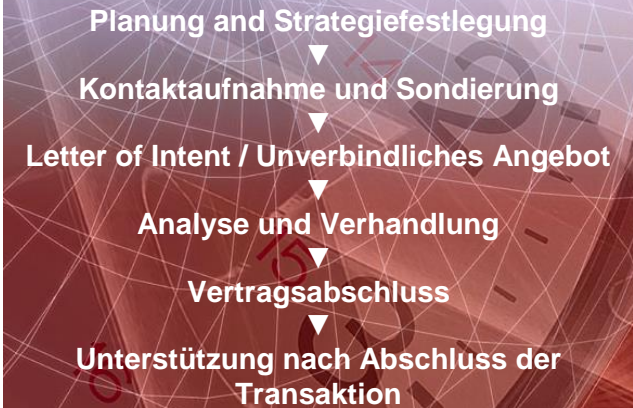 Planung and Strategiefestlegung
▼
Kontaktaufnahme und Sondierung
▼
Letter of Intent / Unverbindliches Angebot
▼
Analyse und Verhandlung
▼
Vertragsabschluss
▼
Unterstützung nach Abschluss der
Transaktion